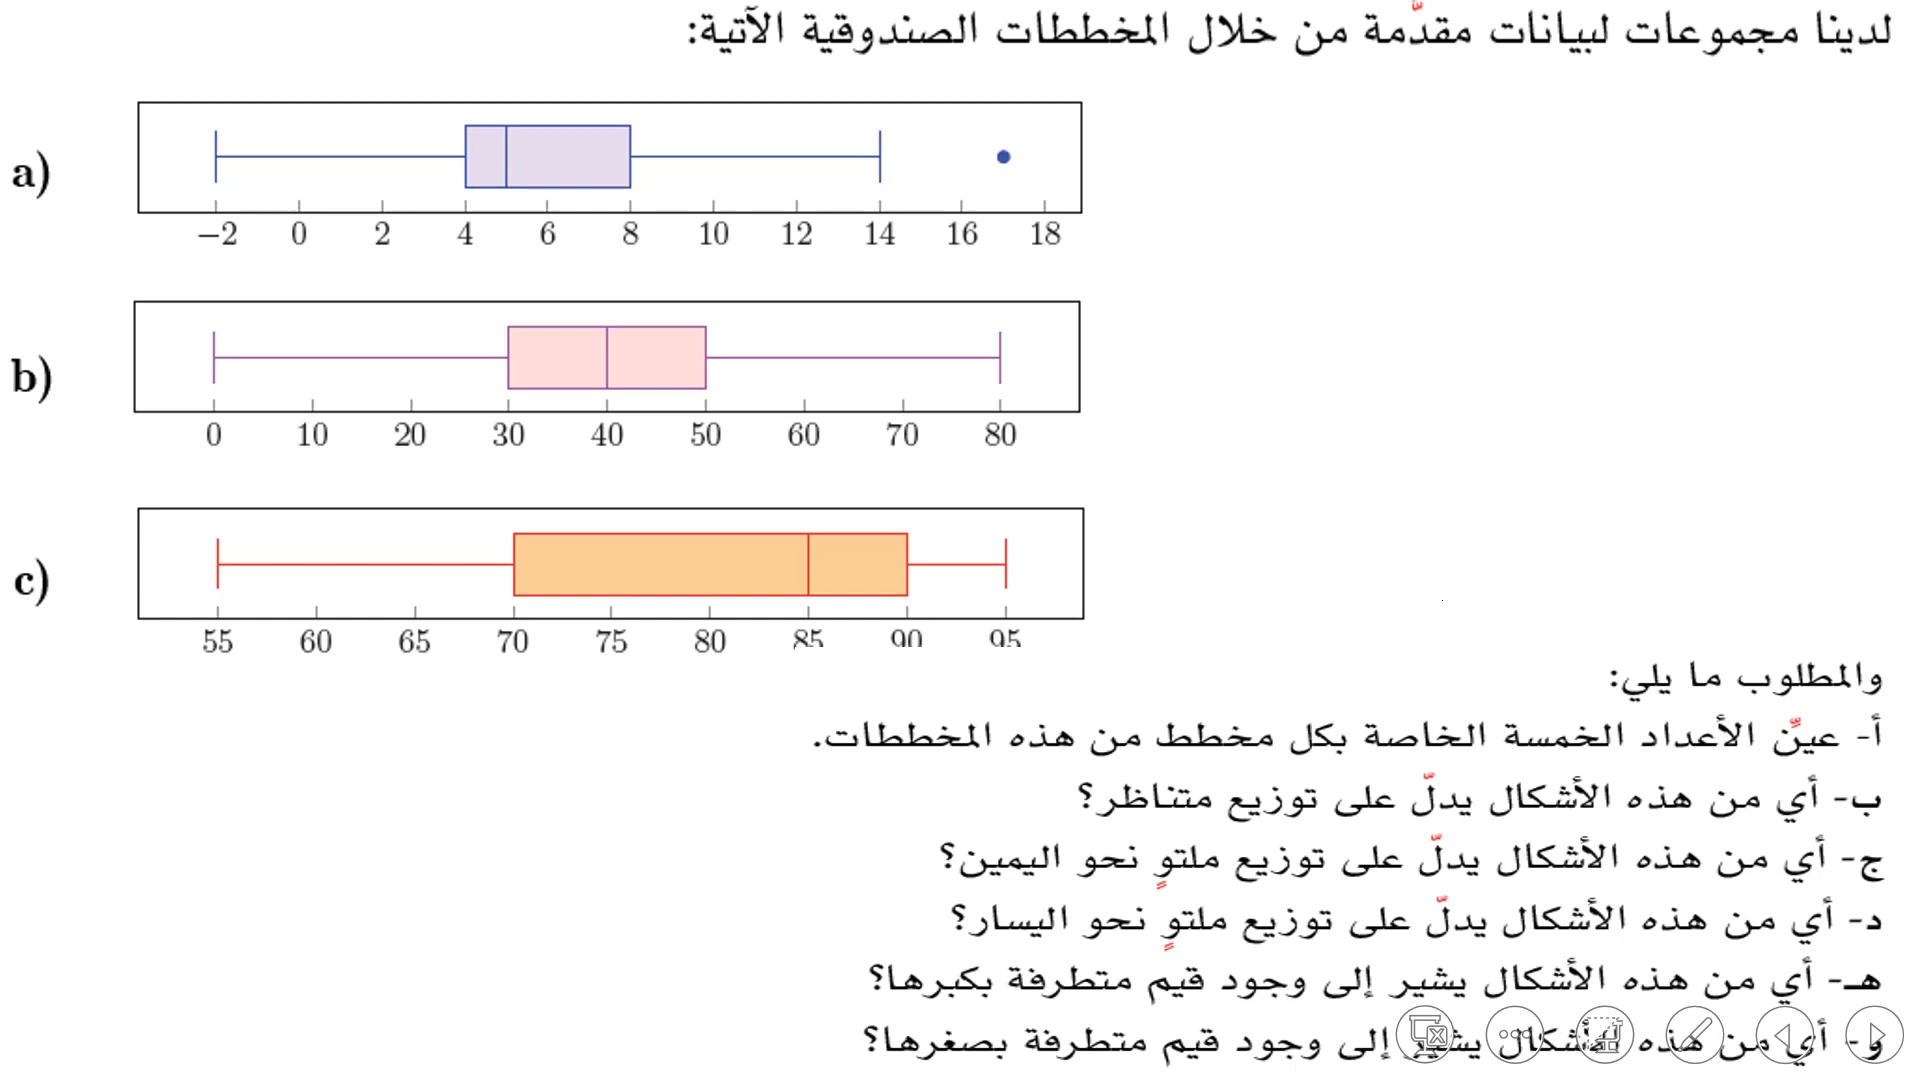 لدينا مجموعات لبيانات مقدّمة من خلال المخططات الصندوقية الآتية:
a)
−2 0 2 4 6 8 10 12 14 16 18
b)
0 10 20 30 40 50 60 70 80
c)
55 60 65 70 75 80 85 90 95
والمطلوب ما يلي:
أ- عيّن الأعداد الخمسة الخاصة بكل مخطط من هذه المخططات.
ب- أي من هذه الأشكال يدلّ على توزيع متناظر؟
ج- أي من هذه الأشكال يدلّ على توزيع ملتوٍ نحو اليمين؟
د- أي من هذه الأشكال يدلّ على توزيع ملتوٍ نحو اليسار؟
هـ- أي من هذه الأشكال يشير إلى وجود قيم متطرفة بكبرها؟
و- أي من هذه الأشكال يشير إلى وجود قيم متطرفة بصغرها؟